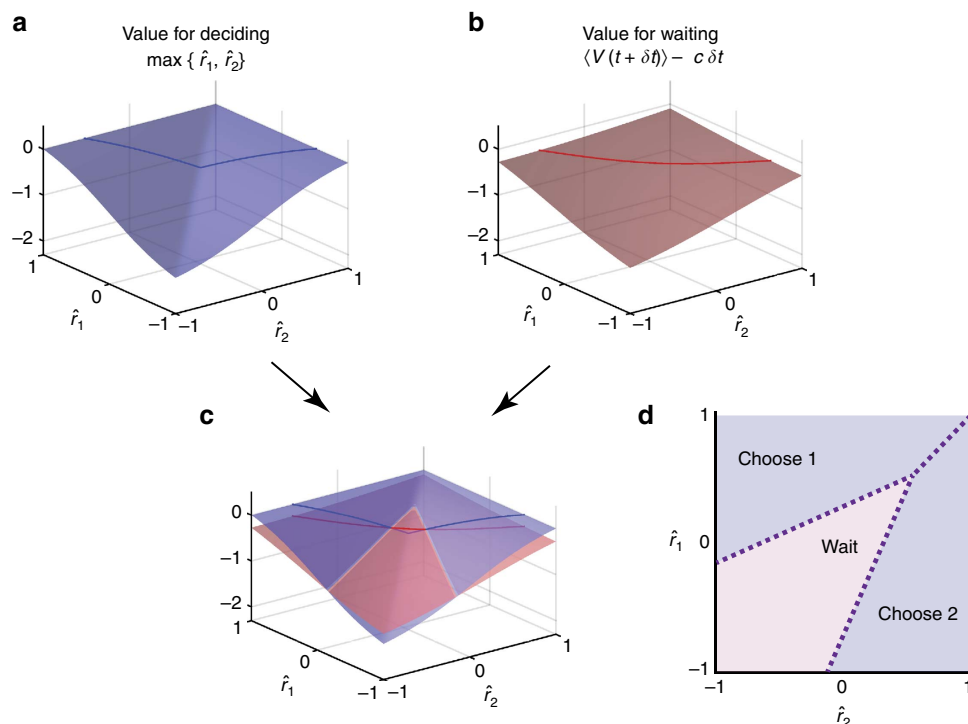 a
Value for deciding
max { r̂₁, r̂₂}
0
−1
−2
1
0
−1
r̂₁
−1
0
1
r̂₂
b
Value for waiting
⟨V (t + δt)⟩ − c δt
0
−1
−2
1
0
−1
r̂₁
−1
0
1
r̂₂
c
0
−1
−2
1
0
−1
r̂₁
−1
0
1
r̂₂
d
1
Choose 1
r̂₁
0
Wait
Choose 2
−1
−1
0
1
r̂₂